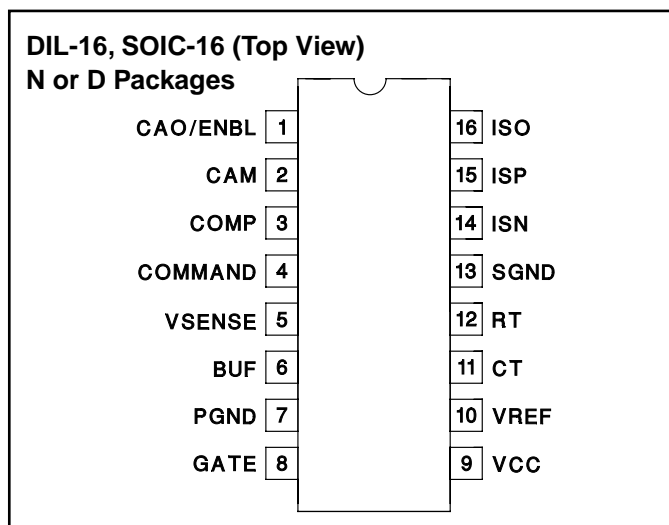 DIL-16, SOIC-16 (Top View)
N or D Packages
CAO/ENBL 1 16 ISO
CAM 2 15 ISP
COMP 3 14 ISN
COMMAND 4 13 SGND
VSENSE 5 12 RT
BUF 6 11 CT
PGND 7 10 VREF
GATE 8 9 VCC